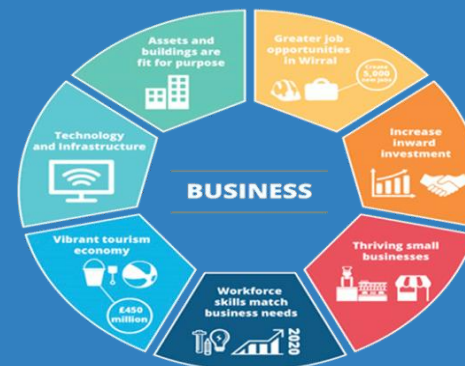 Assets and
buildings are
fit for purpose
Greater job
opportunities
in Wirral
Create
5,000
new jobs
Technology
and Infrastructure
Increase
inward
investment
BUSINESS
Vibrant tourism
economy
£450
million
Thriving small
businesses
Workforce
skills match
business needs
2020